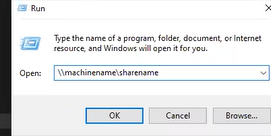 Run
Type the name of a program, folder, document, or Internet
resource, and Windows will open it for you.
Open: \\machinename\sharename
OK Cancel Browse...